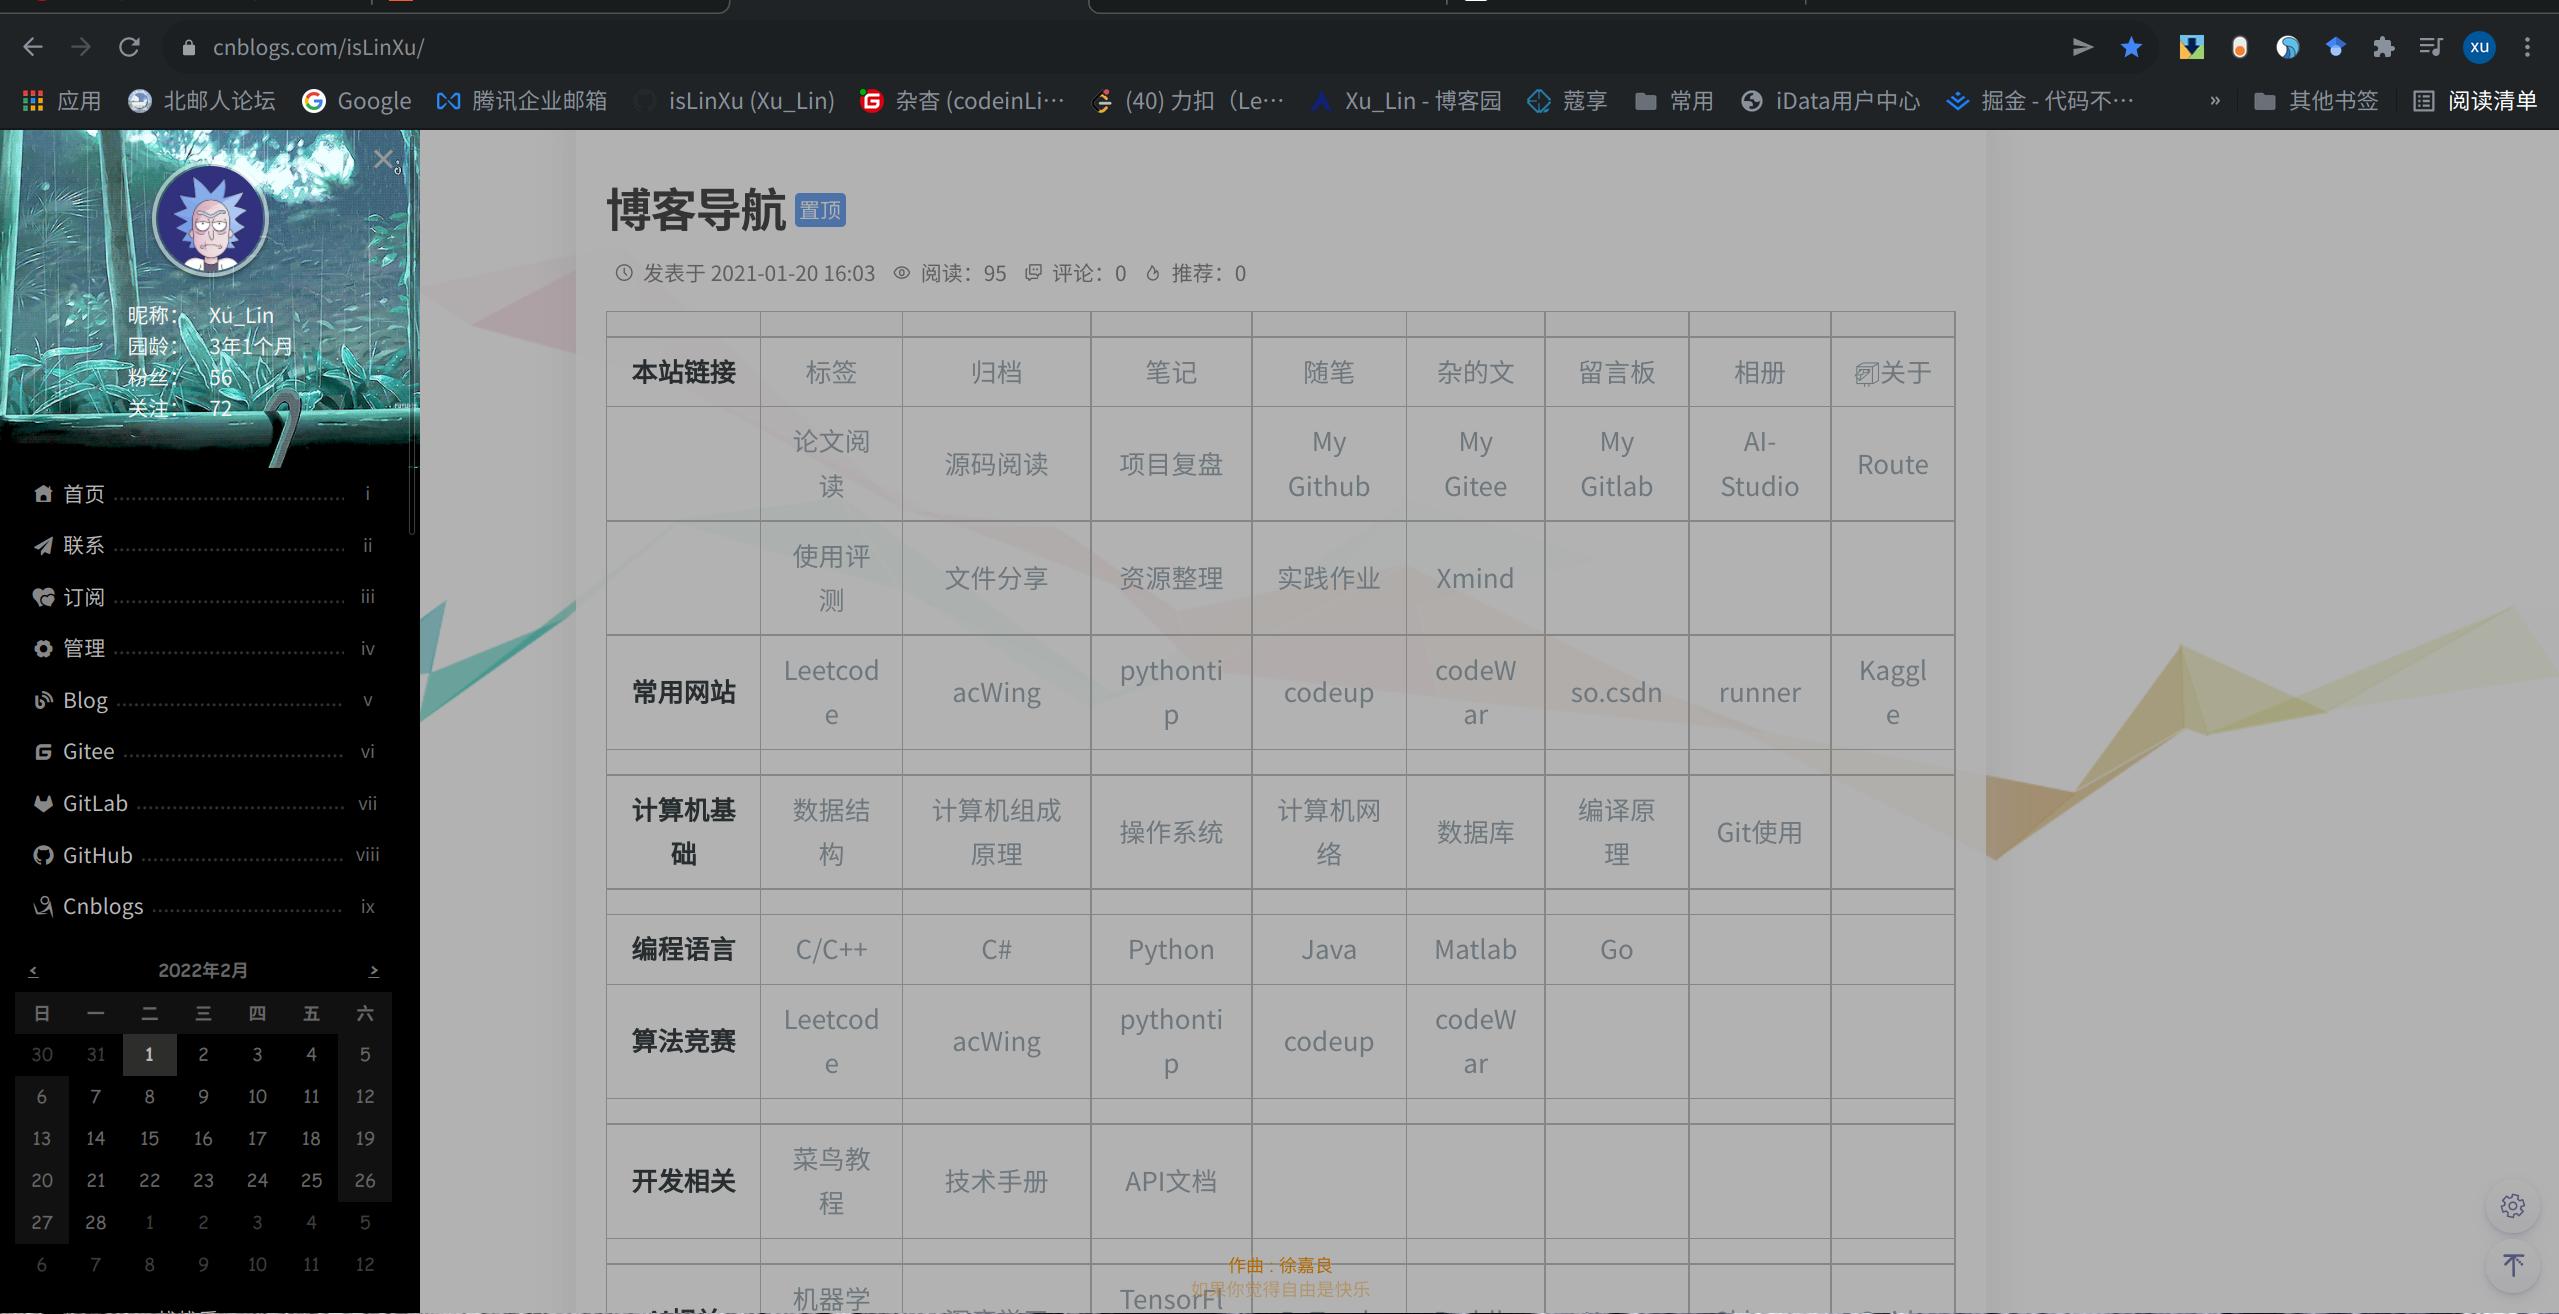 cnblogs.com/isLinXu/
xu
应用 北邮人论坛 Google 腾讯企业邮箱 isLinXu (Xu_Lin) 杂杏 (codeinLi… (40) 力扣（Le… Xu_Lin - 博客园 蔻享 常用 iData用户中心 掘金 - 代码不… » 其他书签 阅读清单
昵称： Xu_Lin
园龄： 3年1个月
粉丝： 56
关注： 72
首页 i
联系 ii
订阅 iii
管理 iv
Blog v
Gitee vi
GitLab vii
GitHub viii
Cnblogs ix
< 2022年2月 >
日 一 二 三 四 五 六
30 31 1 2 3 4 5
6 7 8 9 10 11 12
13 14 15 16 17 18 19
20 21 22 23 24 25 26
27 28 1 2 3 4 5
6 7 8 9 10 11 12
博客导航 置顶
发表于 2021-01-20 16:03 阅读：95 评论：0 推荐：0
本站链接 标签 归档 笔记 随笔 杂的文 留言板 相册 关于
论文阅读 源码阅读 项目复盘 My Github My Gitee My Gitlab AI-Studio Route
使用评测 文件分享 资源整理 实践作业 Xmind
常用网站 Leetcode acWing pythontip codeup codeWar so.csdn runner Kaggle
计算机基础 数据结构 计算机组成原理 操作系统 计算机网络 数据库 编译原理 Git使用
编程语言 C/C++ C# Python Java Matlab Go
算法竞赛 Leetcode acWing pythontip codeup codeWar
开发相关 菜鸟教程 技术手册 API文档
作曲 : 徐嘉良
如果你觉得自由是快乐
机器学 TensorFl